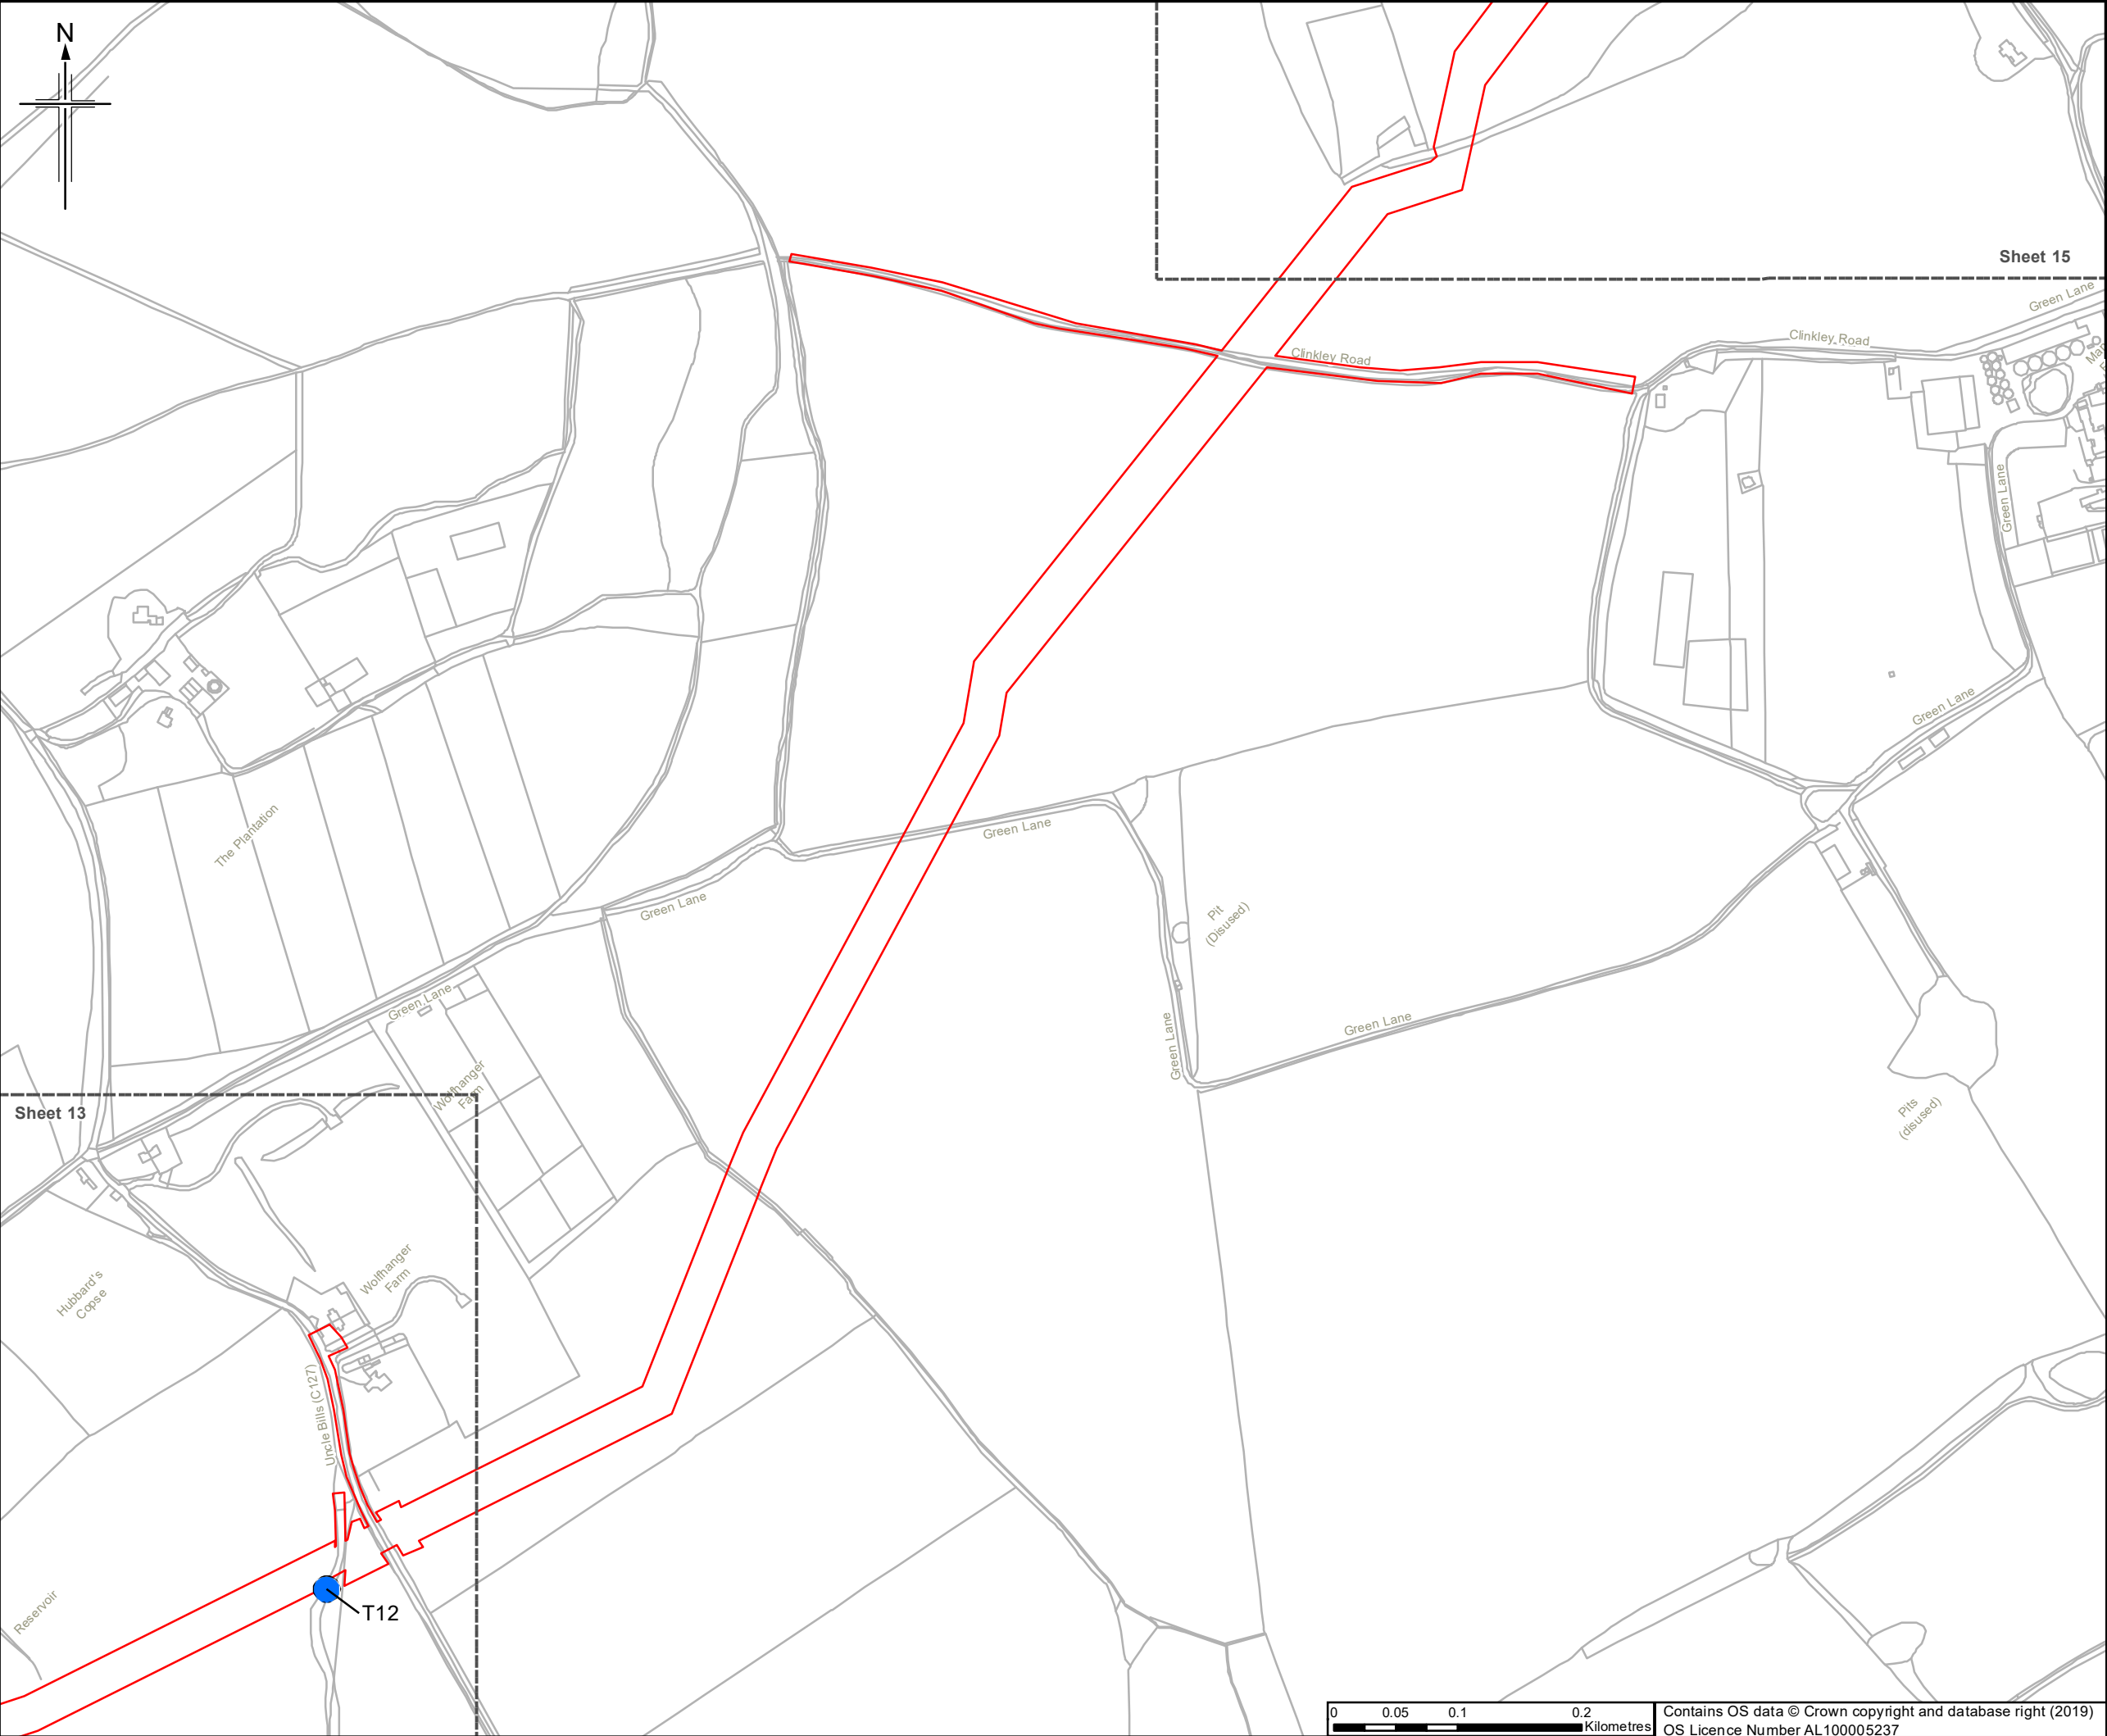 N
Sheet 15
Green Lane
Clinkley Road
Clinkley Road
Green Lane
Green Lane
The Plantation
Green Lane
Green Lane
Pit
(Disused)
Green Lane
Green Lane
Green Lane
Wolfhanger
Farm
Sheet 13
Pits
(disused)
Wolfhanger
Farm
Hubbard's
Copse
Uncle Bills (C127)
Reservoir
T12
0 0.05 0.1 0.2
Kilometres
Contains OS data © Crown copyright and database right (2019)
OS Licence Number AL100005237